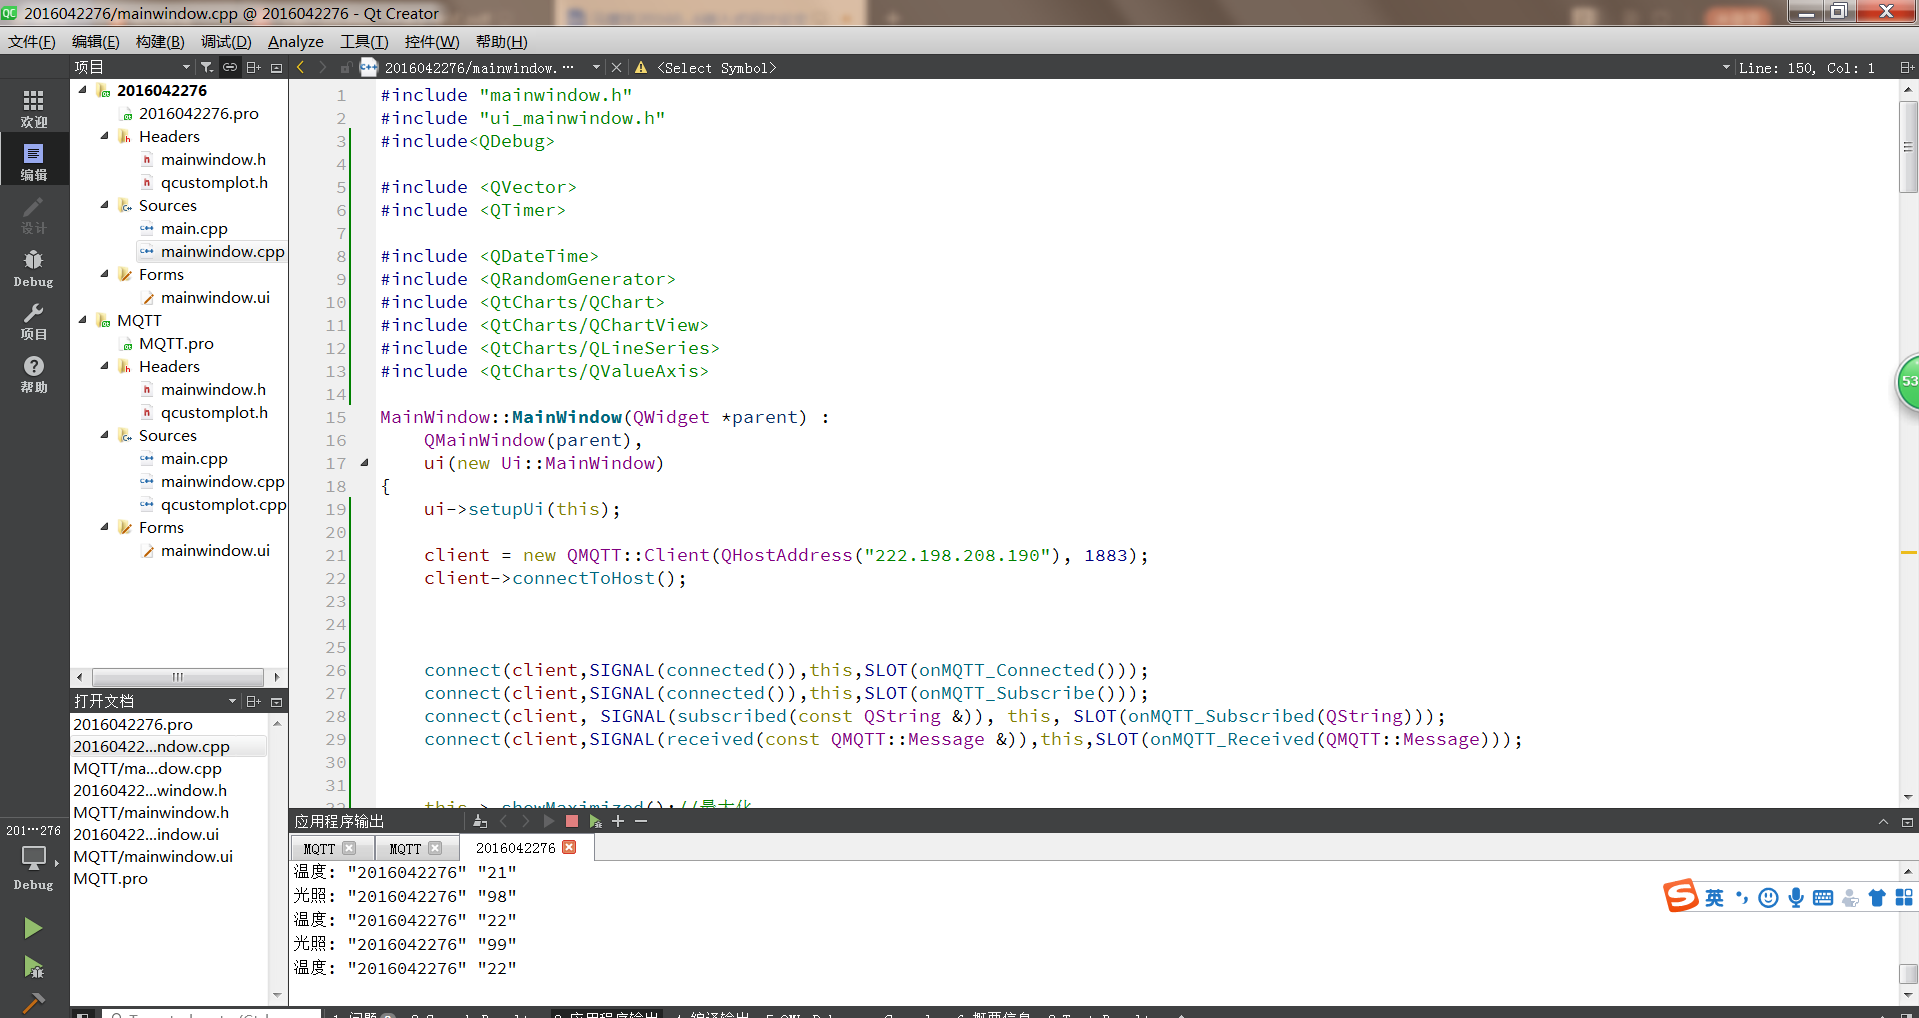 2016042276/mainwindow.cpp @ 2016042276 - Qt Creator
文件(F) 编辑(E) 构建(B) 调试(D) Analyze 工具(T) 控件(W) 帮助(H)
项目
2016042276/mainwindow. ⋯
<Select Symbol>
Line: 150, Col: 1
欢迎
编辑
设计
Debug
项目
帮助
2016042276
2016042276.pro
Headers
mainwindow.h
qcustomplot.h
Sources
main.cpp
mainwindow.cpp
Forms
mainwindow.ui
MQTT
MQTT.pro
Headers
mainwindow.h
qcustomplot.h
Sources
main.cpp
mainwindow.cpp
qcustomplot.cpp
Forms
mainwindow.ui
打开文档
2016042276.pro
20160422...ndow.cpp
MQTT/ma...dow.cpp
20160422...window.h
MQTT/mainwindow.h
20160422...indow.ui
MQTT/mainwindow.ui
MQTT.pro
201⋯276
Debug
1 #include "mainwindow.h"
2 #include "ui_mainwindow.h"
3 #include<QDebug>
4
5 #include <QVector>
6 #include <QTimer>
7
8 #include <QDateTime>
9 #include <QRandomGenerator>
10 #include <QtCharts/QChart>
11 #include <QtCharts/QChartView>
12 #include <QtCharts/QLineSeries>
13 #include <QtCharts/QValueAxis>
14
15 MainWindow::MainWindow(QWidget *parent) :
16 QMainWindow(parent),
17 ui(new Ui::MainWindow)
18 {
19 ui->setupUi(this);
20
21 client = new QMQTT::Client(QHostAddress("222.198.208.190"), 1883);
22 client->connectToHost();
23
24
25
26 connect(client,SIGNAL(connected()),this,SLOT(onMQTT_Connected()));
27 connect(client,SIGNAL(connected()),this,SLOT(onMQTT_Subscribe()));
28 connect(client, SIGNAL(subscribed(const QString &)), this, SLOT(onMQTT_Subscribed(QString)));
29 connect(client,SIGNAL(received(const QMQTT::Message &)),this,SLOT(onMQTT_Received(QMQTT::Message)));
30
31
32 this->showMaximized();//最大化
53
应用程序输出
MQTT MQTT 2016042276
温度: "2016042276" "21"
光照: "2016042276" "98"
温度: "2016042276" "22"
光照: "2016042276" "99"
温度: "2016042276" "22"
英